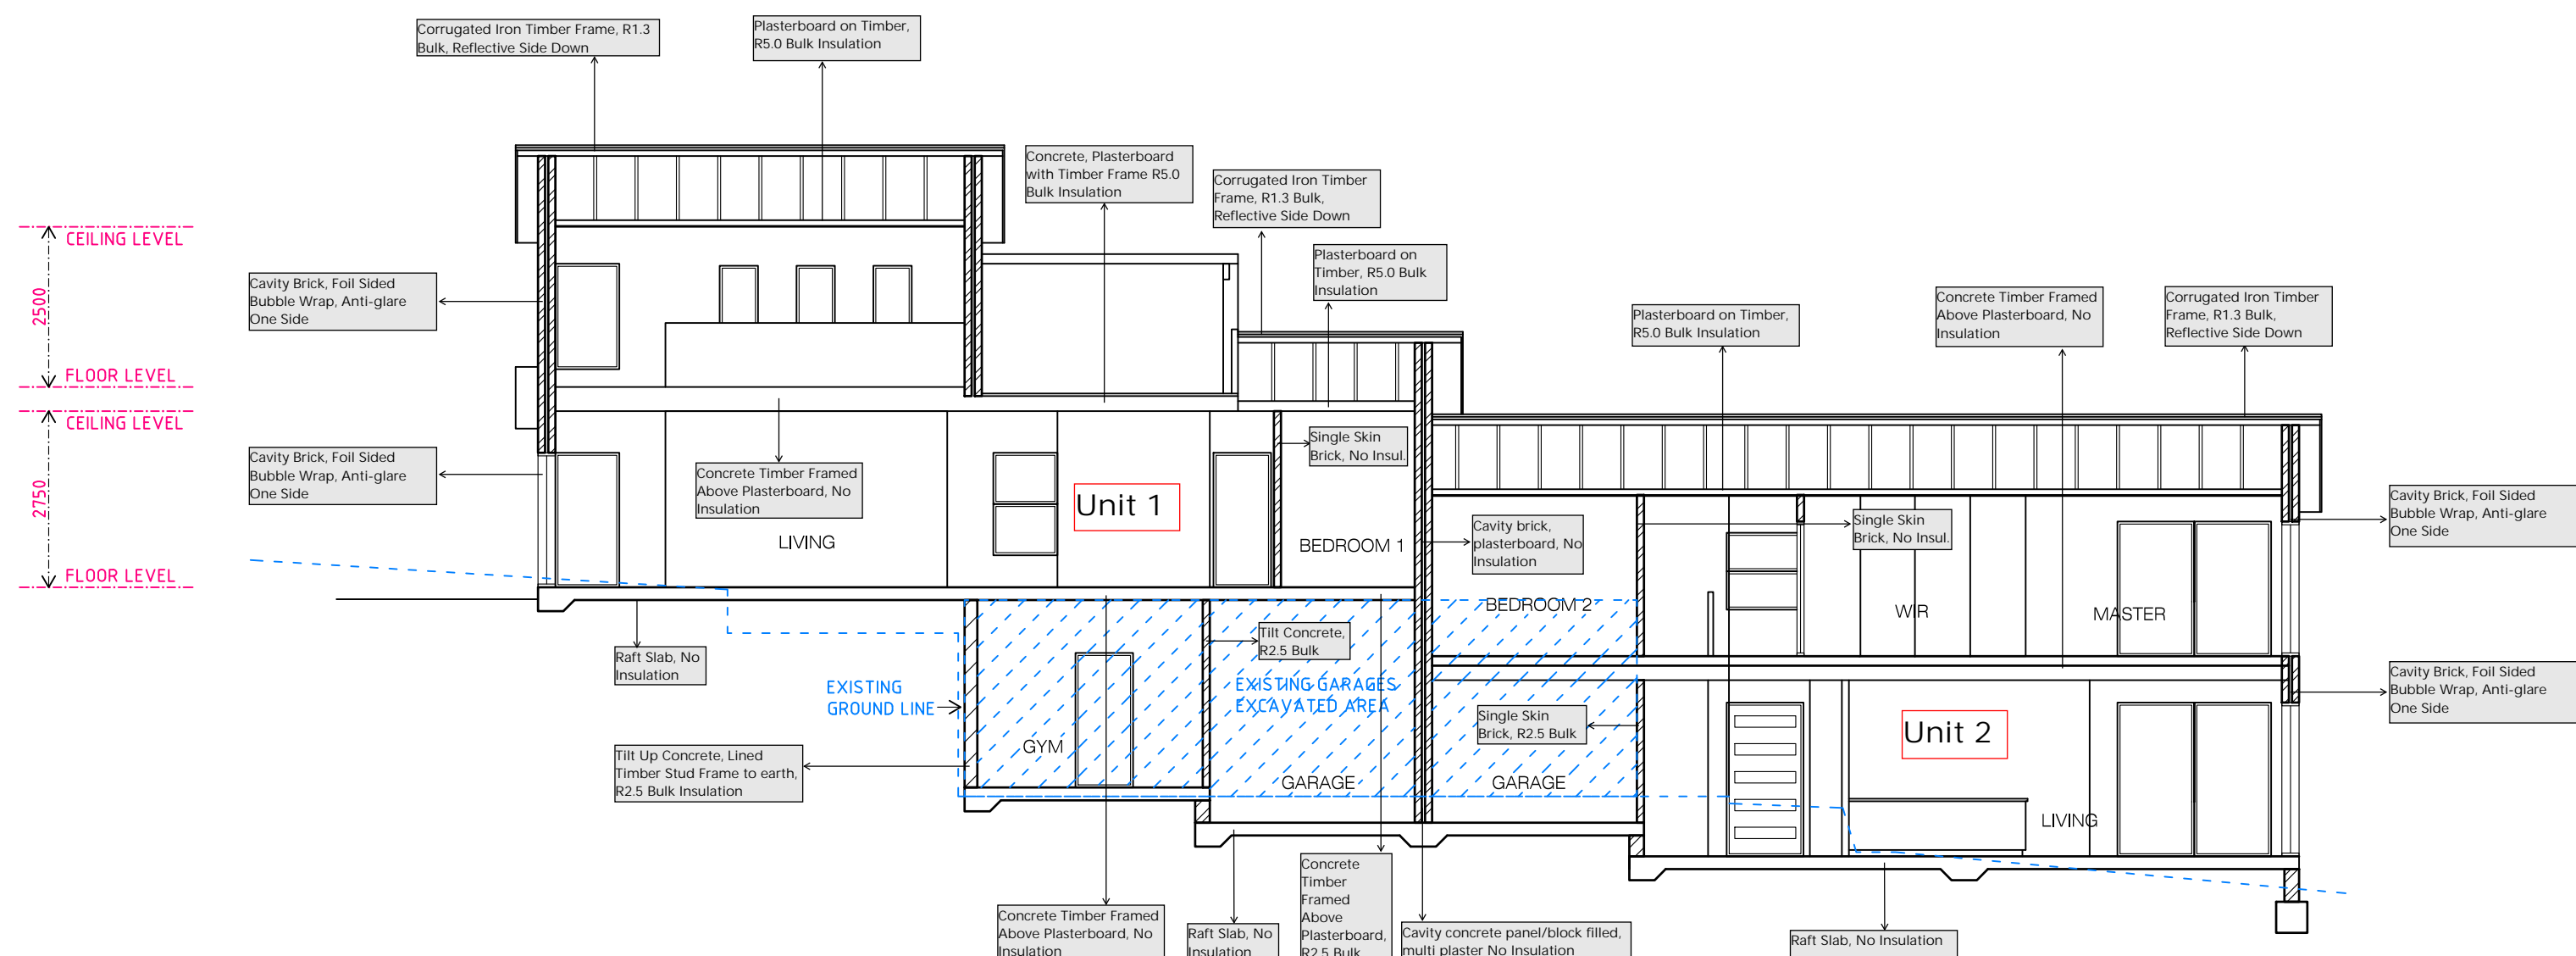 Corrugated Iron Timber Frame, R1.3
Bulk, Reflective Side Down
Plasterboard on Timber,
R5.0 Bulk Insulation
Concrete, Plasterboard
with Timber Frame R5.0
Bulk Insulation
Corrugated Iron Timber
Frame, R1.3 Bulk,
Reflective Side Down
CEILING LEVEL
2500
FLOOR LEVEL
Cavity Brick, Foil Sided
Bubble Wrap, Anti-glare
One Side
Plasterboard on
Timber, R5.0 Bulk
Insulation
Plasterboard on Timber,
R5.0 Bulk Insulation
Concrete Timber Framed
Above Plasterboard, No
Insulation
Corrugated Iron Timber
Frame, R1.3 Bulk,
Reflective Side Down
CEILING LEVEL
2750
FLOOR LEVEL
Cavity Brick, Foil Sided
Bubble Wrap, Anti-glare
One Side
Concrete Timber Framed
Above Plasterboard, No
Insulation
LIVING
Unit 1
Single Skin
Brick, No Insul.
BEDROOM 1
Cavity brick,
plasterboard, No
Insulation
Single Skin
Brick, No Insul.
Cavity Brick, Foil Sided
Bubble Wrap, Anti-glare
One Side
BEDROOM 2
WIR
MASTER
Raft Slab, No
Insulation
Tilt Concrete,
R2.5 Bulk
EXISTING
GROUND LINE
EXISTING GARAGES
EXCAVATED AREA
Single Skin
Brick, R2.5 Bulk
Unit 2
Cavity Brick, Foil Sided
Bubble Wrap, Anti-glare
One Side
Tilt Up Concrete, Lined
Timber Stud Frame to earth,
R2.5 Bulk Insulation
GYM
GARAGE
GARAGE
LIVING
Concrete Timber Framed
Above Plasterboard, No
Insulation
Raft Slab, No
Insulation
Concrete
Timber
Framed
Above
Plasterboard,
R2.5 Bulk
Cavity concrete panel/block filled,
multi plaster No Insulation
Raft Slab, No Insulation